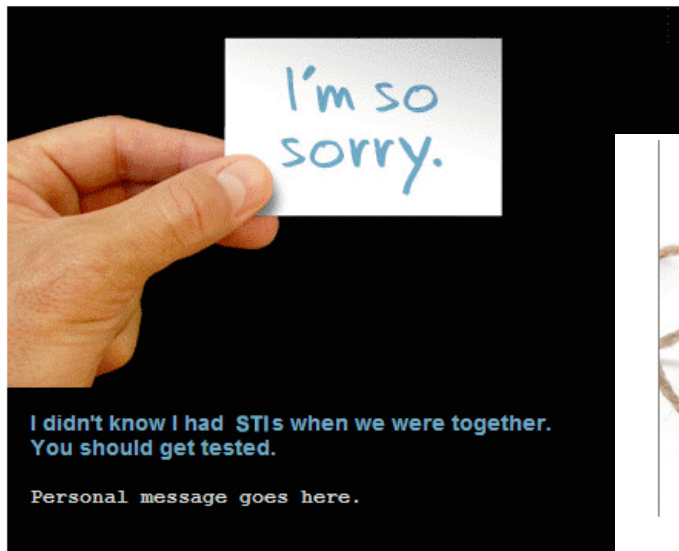 I'm so
sorry.
I didn't know I had STIs when we were together.
You should get tested.
Personal message goes here.